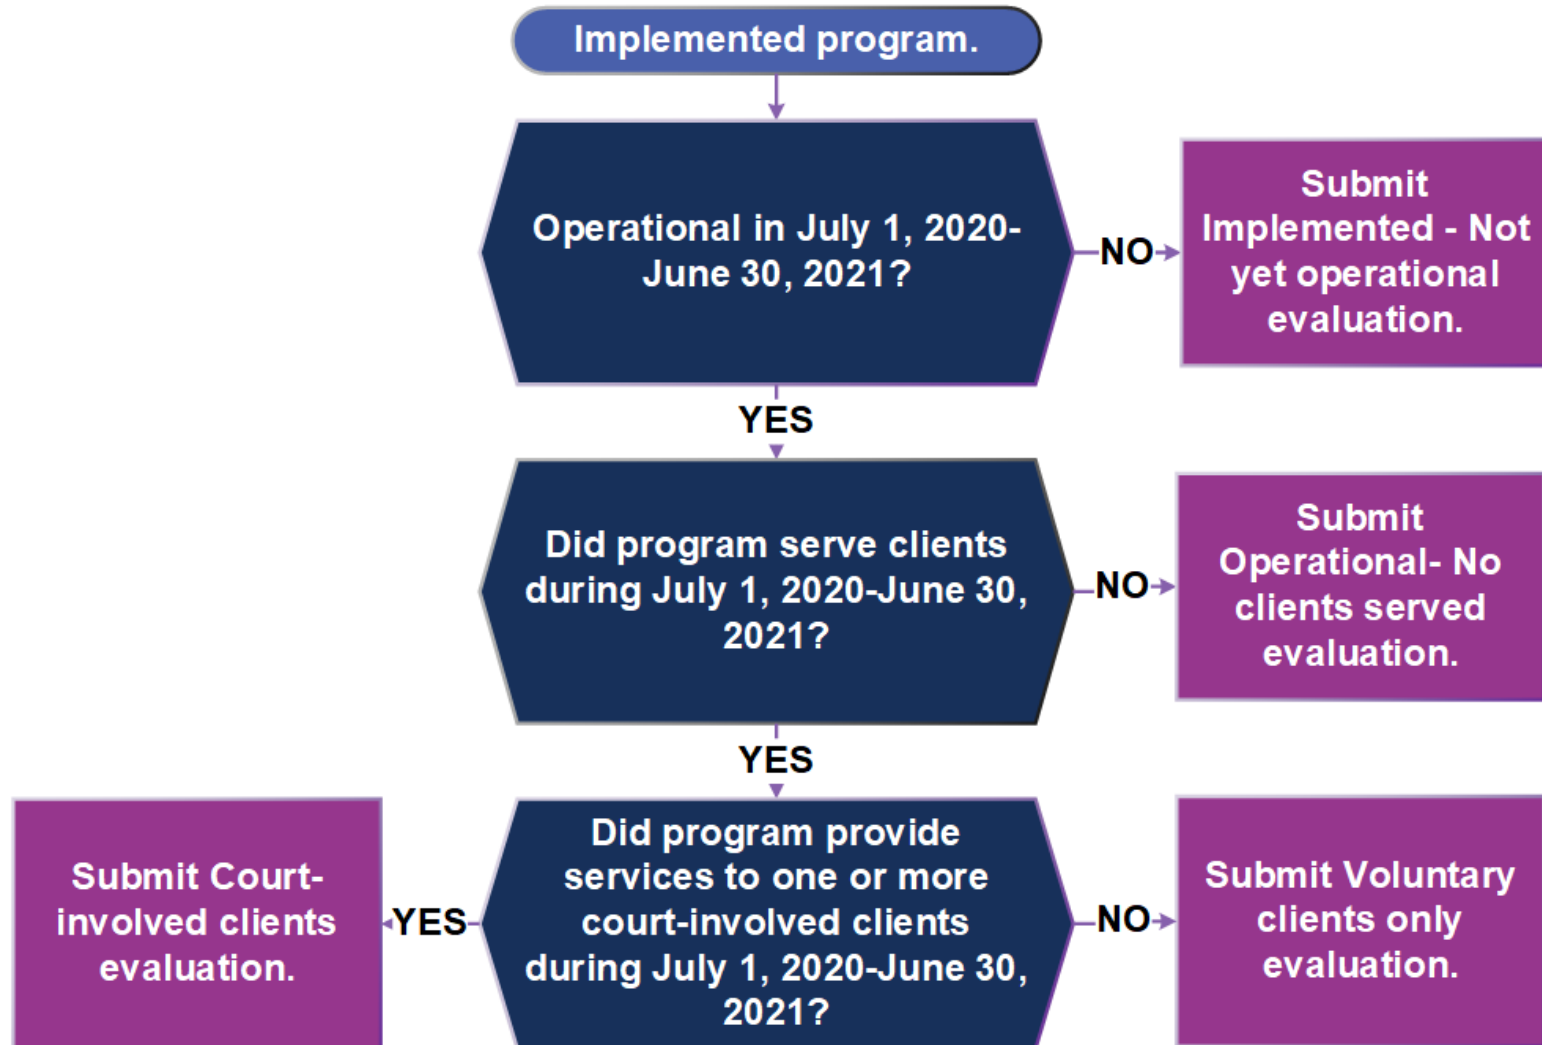 Implemented program.
Operational in July 1, 2020-
June 30, 2021?
NO
Submit
Implemented - Not
yet operational
evaluation.
YES
Did program serve clients
during July 1, 2020-June 30,
2021?
NO
Submit
Operational- No
clients served
evaluation.
YES
Did program provide
services to one or more
court-involved clients
during July 1, 2020-June 30,
2021?
YES
Submit Court-
involved clients
evaluation.
NO
Submit Voluntary
clients only
evaluation.